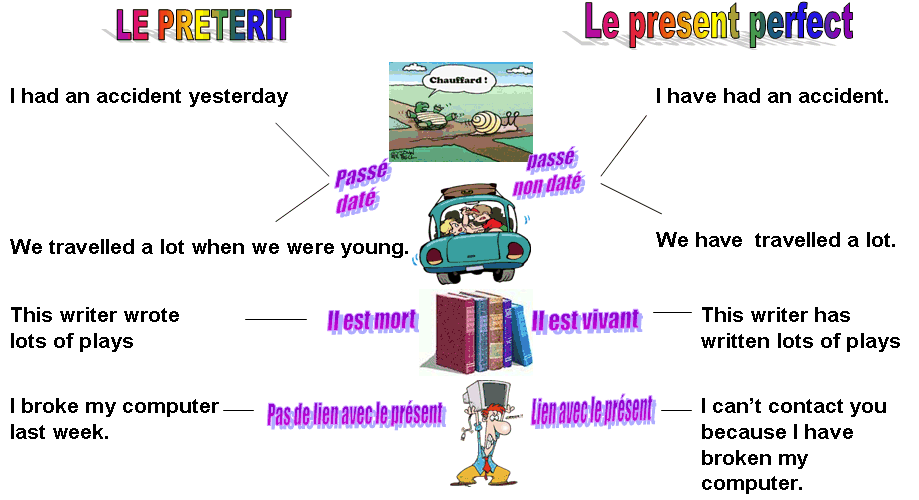 LE PRETERIT
Le present perfect
I had an accident yesterday
Chauffard !
I have had an accident.
Passé
daté
passé
non daté
We travelled a lot when we were young.
We have  travelled a lot.
This writer wrote
lots of plays
Il est mort
Il est vivant
This writer has
written lots of plays
I broke my computer
last week.
Pas de lien avec le présent
Lien avec le présent
I can’t contact you
because I have
broken my
computer.